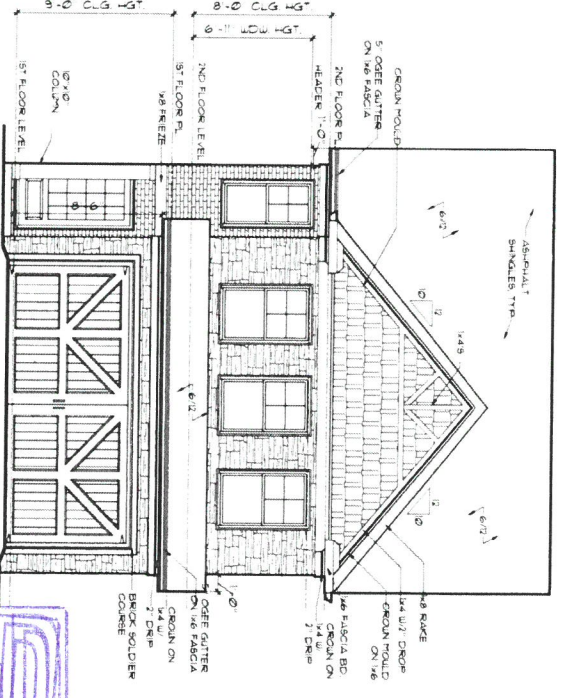 9'-0" CLG HGT.
8'-0 CLG HGT.
6'-11" WDW. HGT.
1ST FLOOR LEVEL
10"x10"
COLUMN
1x8 FRIEZE
1ST FLOOR PL
2ND FLOOR LEVEL
HEADER 1'-0"
2ND FLOOR PL
5" OGEE GUTTER
ON 1x6 FASCIA
CROWN MOULD
6/12
ASPHALT
SHINGLES, TYP
10
12
1x4'S
12
10
6/12
8-6
6/12
1x8 RAKE
1x4 W/2" DROP
CROWN MOULD
ON 1x6
1x6 FASCIA BD.
CROWN ON
1x4 W/
2" DROP
1'-0"
OGEE GUTTER
ON 1x6 FASCIA
CROWN ON
1x4 W/
2" DROP
BRICK SOLDIER
COURSE